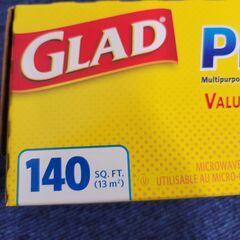 GLAD
P
Multipurpo
VALU
140 SQ. FT.
(13 m²)
MICROWAVE
UTILISABLE AU MICRO-